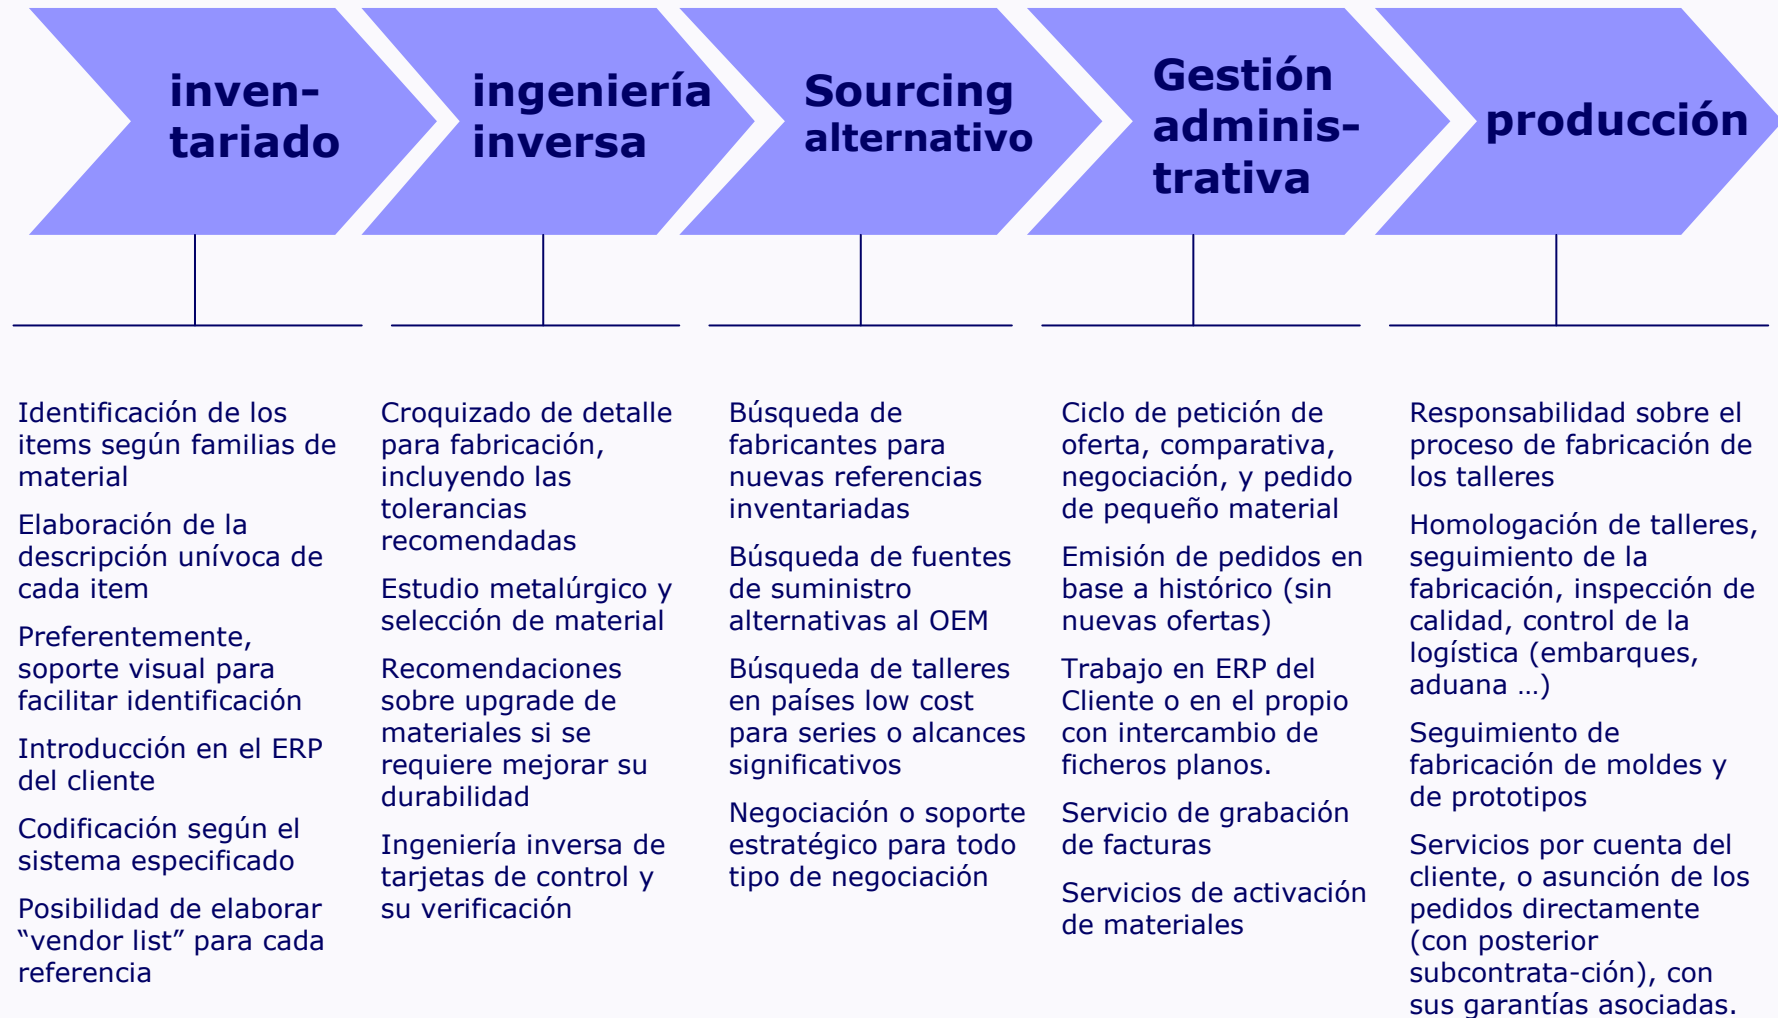 inven-
tariado
ingeniería
inversa
Sourcing
alternativo
Gestión
adminis-
trativa
producción
Identificación de los
items según familias de
material
Elaboración de la
descripción unívoca de
cada item
Preferentemente,
soporte visual para
facilitar identificación
Introducción en el ERP
del cliente
Codificación según el
sistema especificado
Posibilidad de elaborar
“vendor list” para cada
referencia
Croquizado de detalle
para fabricación,
incluyendo las
tolerancias
recomendadas
Estudio metalúrgico y
selección de material
Recomendaciones
sobre upgrade de
materiales si se
requiere mejorar su
durabilidad
Ingeniería inversa de
tarjetas de control y
su verificación
Búsqueda de
fabricantes para
nuevas referencias
inventariadas
Búsqueda de fuentes
de suministro
alternativas al OEM
Búsqueda de talleres
en países low cost
para series o alcances
significativos
Negociación o soporte
estratégico para todo
tipo de negociación
Ciclo de petición de
oferta, comparativa,
negociación, y pedido
de pequeño material
Emisión de pedidos en
base a histórico (sin
nuevas ofertas)
Trabajo en ERP del
Cliente o en el propio
con intercambio de
ficheros planos.
Servicio de grabación
de facturas
Servicios de activación
de materiales
Responsabilidad sobre el
proceso de fabricación de
los talleres
Homologación de talleres,
seguimiento de la
fabricación, inspección de
calidad, control de la
logística (embarques,
aduana …)
Seguimiento de
fabricación de moldes y
de prototipos
Servicios por cuenta del
cliente, o asunción de los
pedidos directamente
(con posterior
subcontrata-ción), con
sus garantías asociadas.